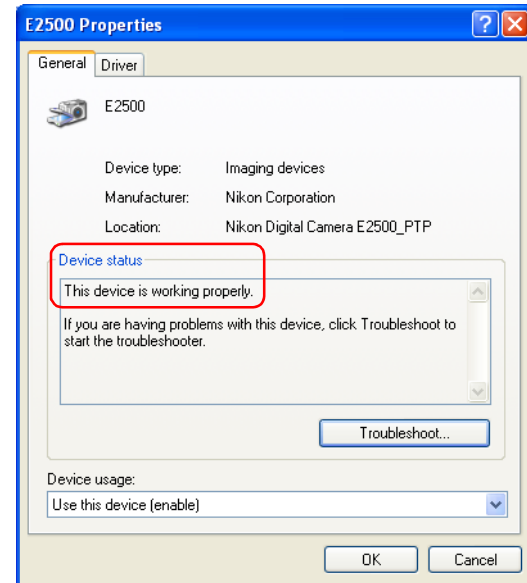 E2500 Properties
General Driver
E2500
Device type: Imaging devices
Manufacturer: Nikon Corporation
Location: Nikon Digital Camera E2500_PTP
Device status
This device is working properly.
If you are having problems with this device, click Troubleshoot to
start the troubleshooter.
Troubleshoot...
Device usage:
Use this device (enable)
OK Cancel